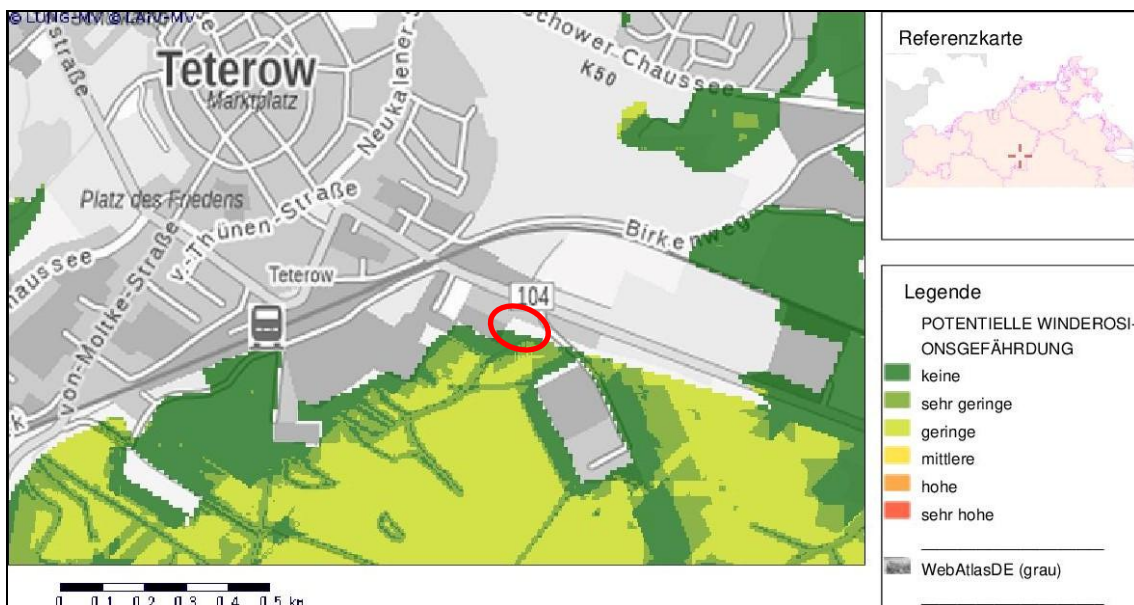 © LUNG-MV, © LAIV-MV
straße
Teterow
Marktplatz
Neukalener-
schower-Chaussee
K50
Platz des Friedens
v.-Thünen-Straße
Birkenweg
haussee
von-Moltke-Straße
Teterow
104
k
0 0.1 0.2 0.3 0.4 0.5 km
Referenzkarte
Legende
POTENTIELLE WINDEROSI-
ONSGEFÄHRDUNG
keine
sehr geringe
geringe
mittlere
hohe
sehr hohe
WebAtlasDE (grau)